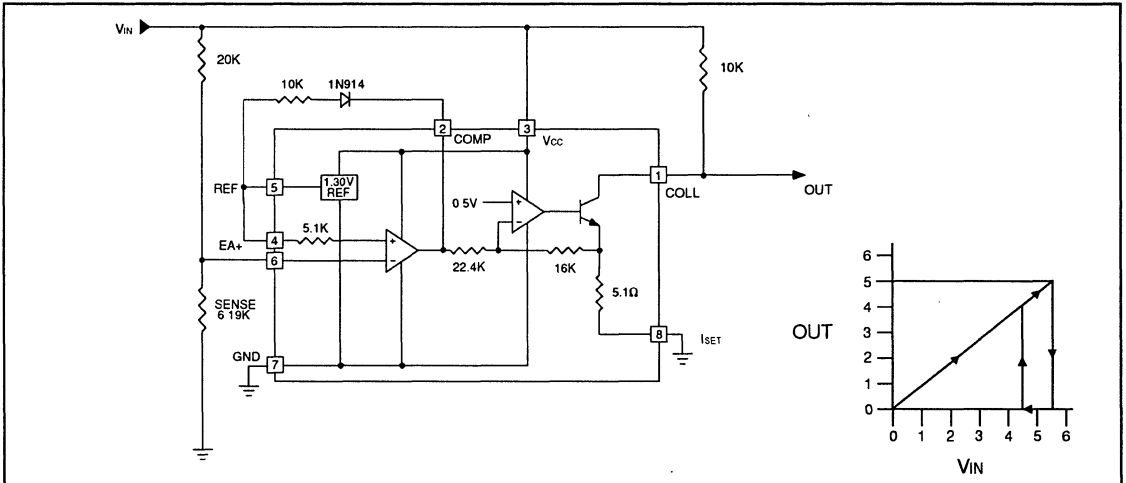 VIN
20K
10K
10K 1N914
2 COMP
3 VCC
REF 5
1.30V
REF
0 5V
1 COLL
OUT
EA+ 4
5.1K
+
-
+
-
6
22.4K
16K
5.1Ω
SENSE
6 19K
8 ISET
GND
7
OUT
6
5
4
3
2
1
0
0 1 2 3 4 5 6
VIN